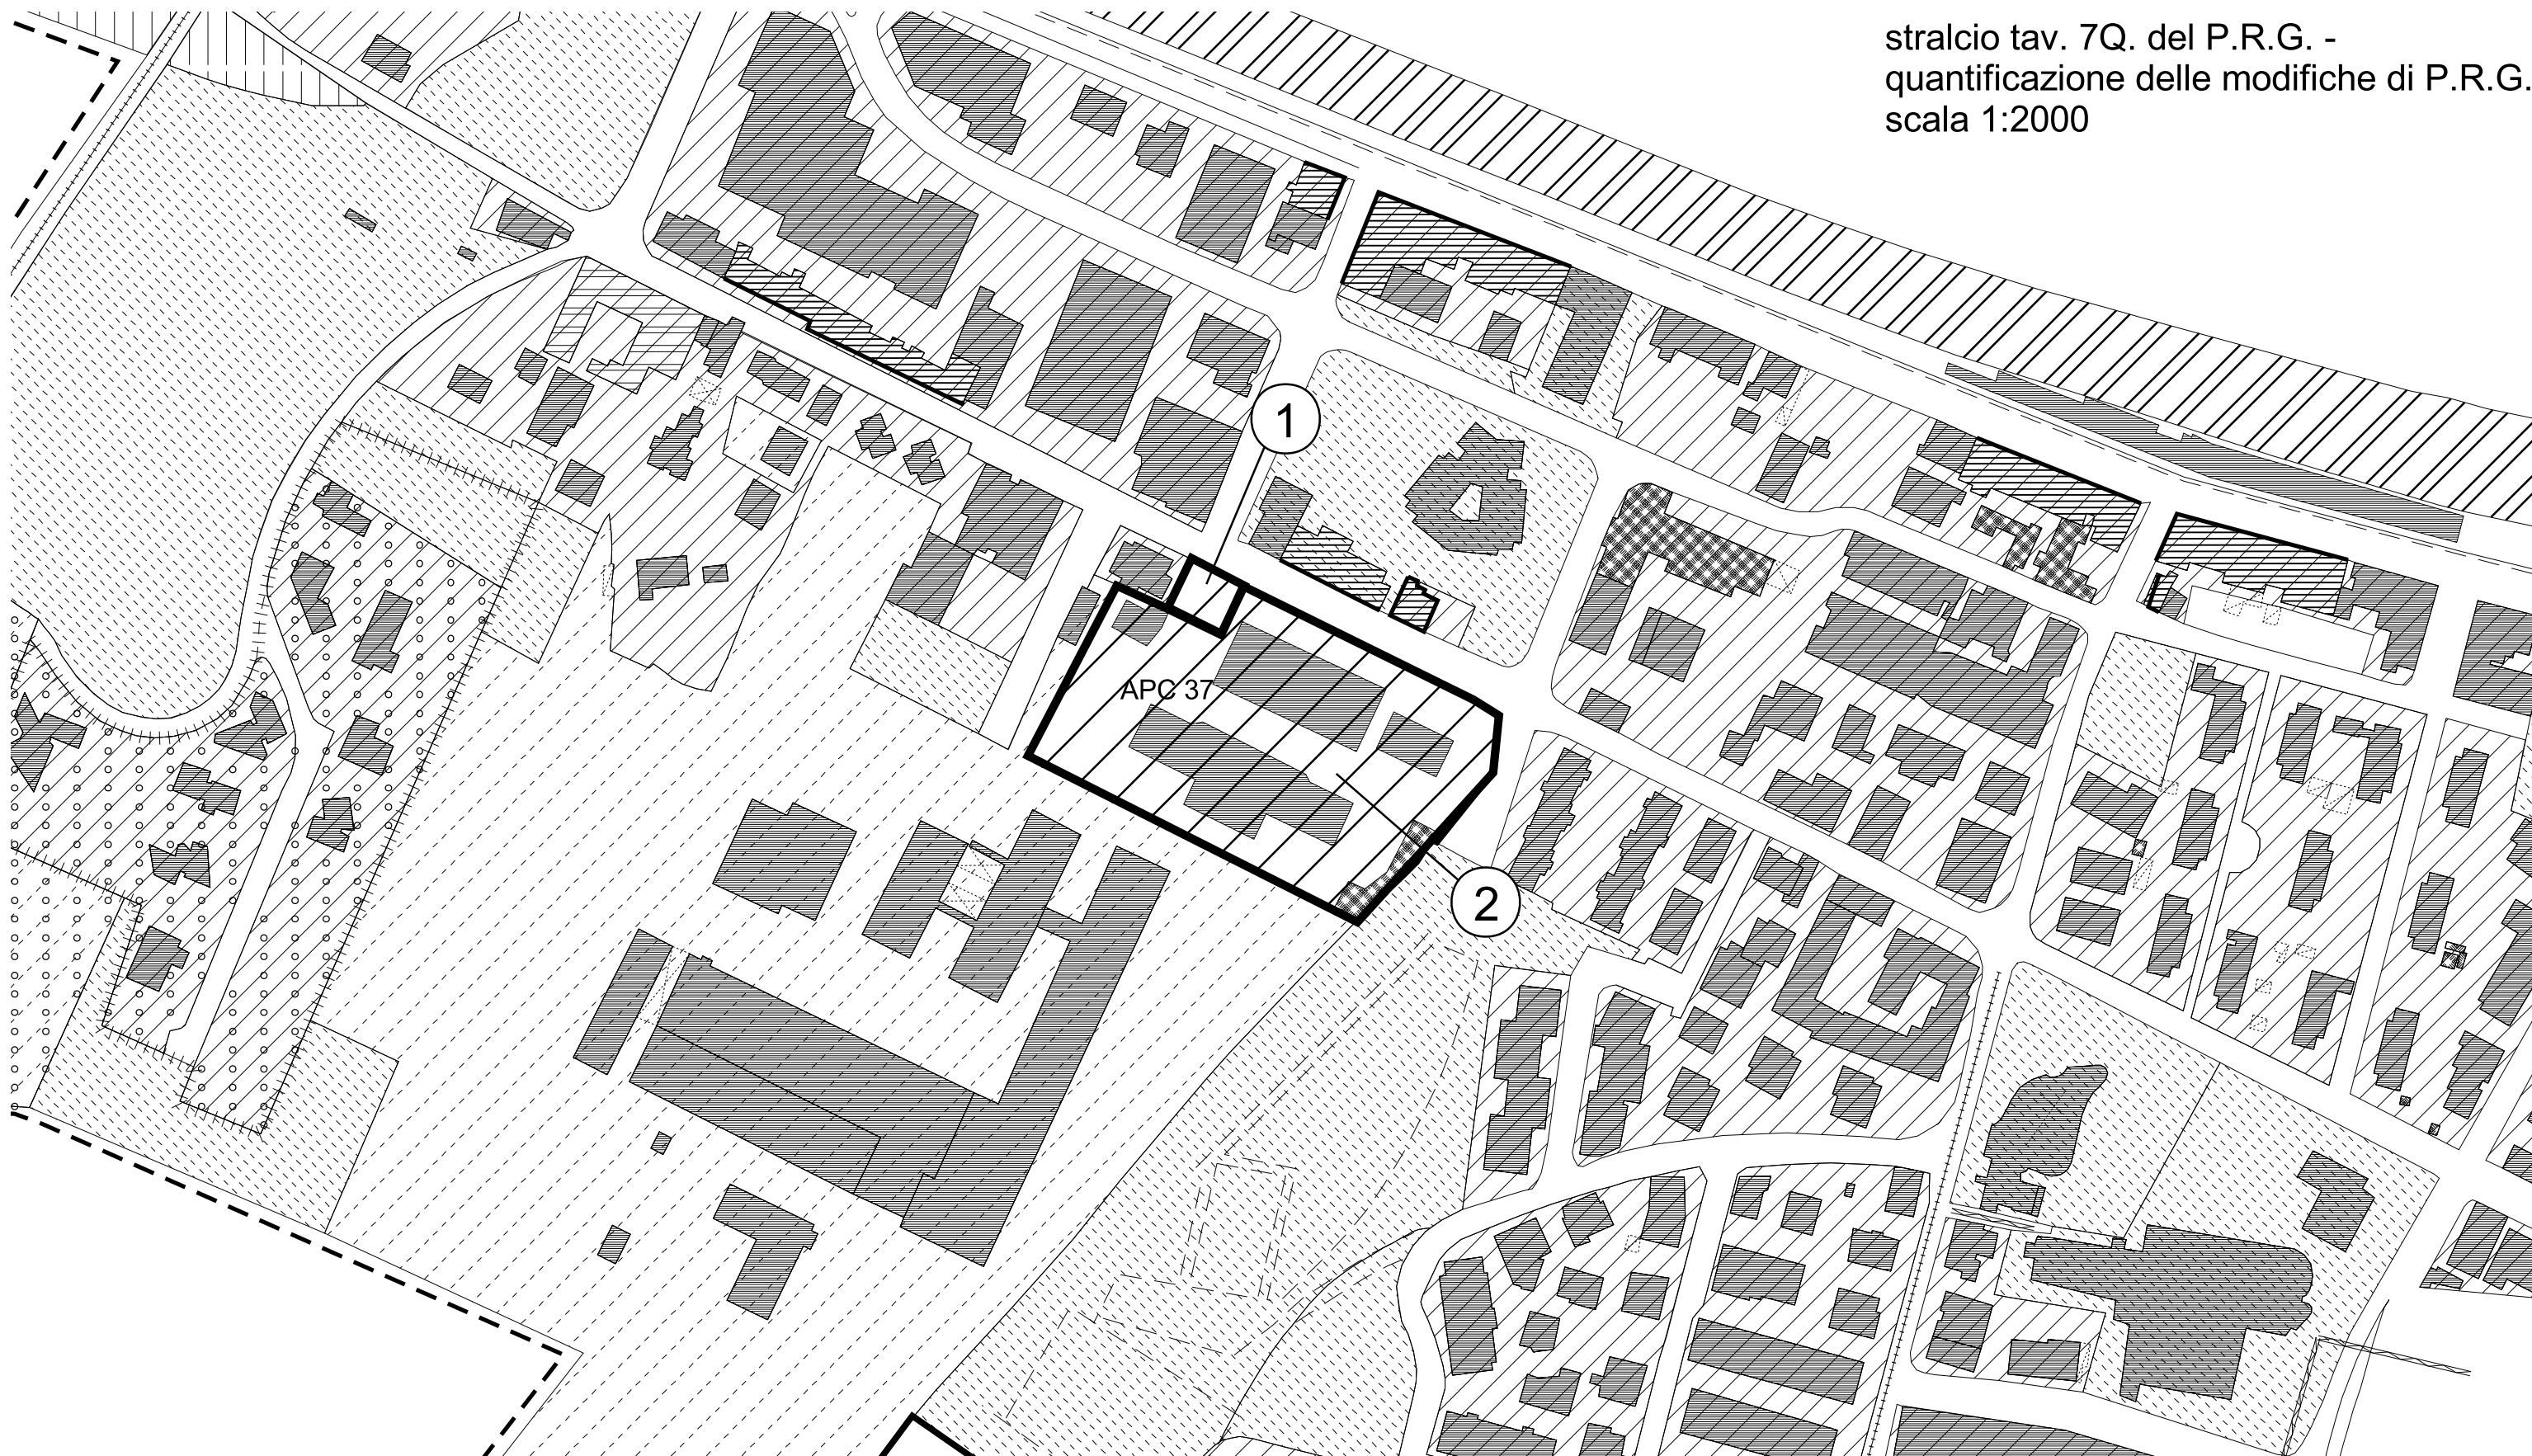 stralcio tav. 7Q. del P.R.G. -
quantificazione delle modifiche di P.R.G.
scala 1:2000
1
APC 37
2